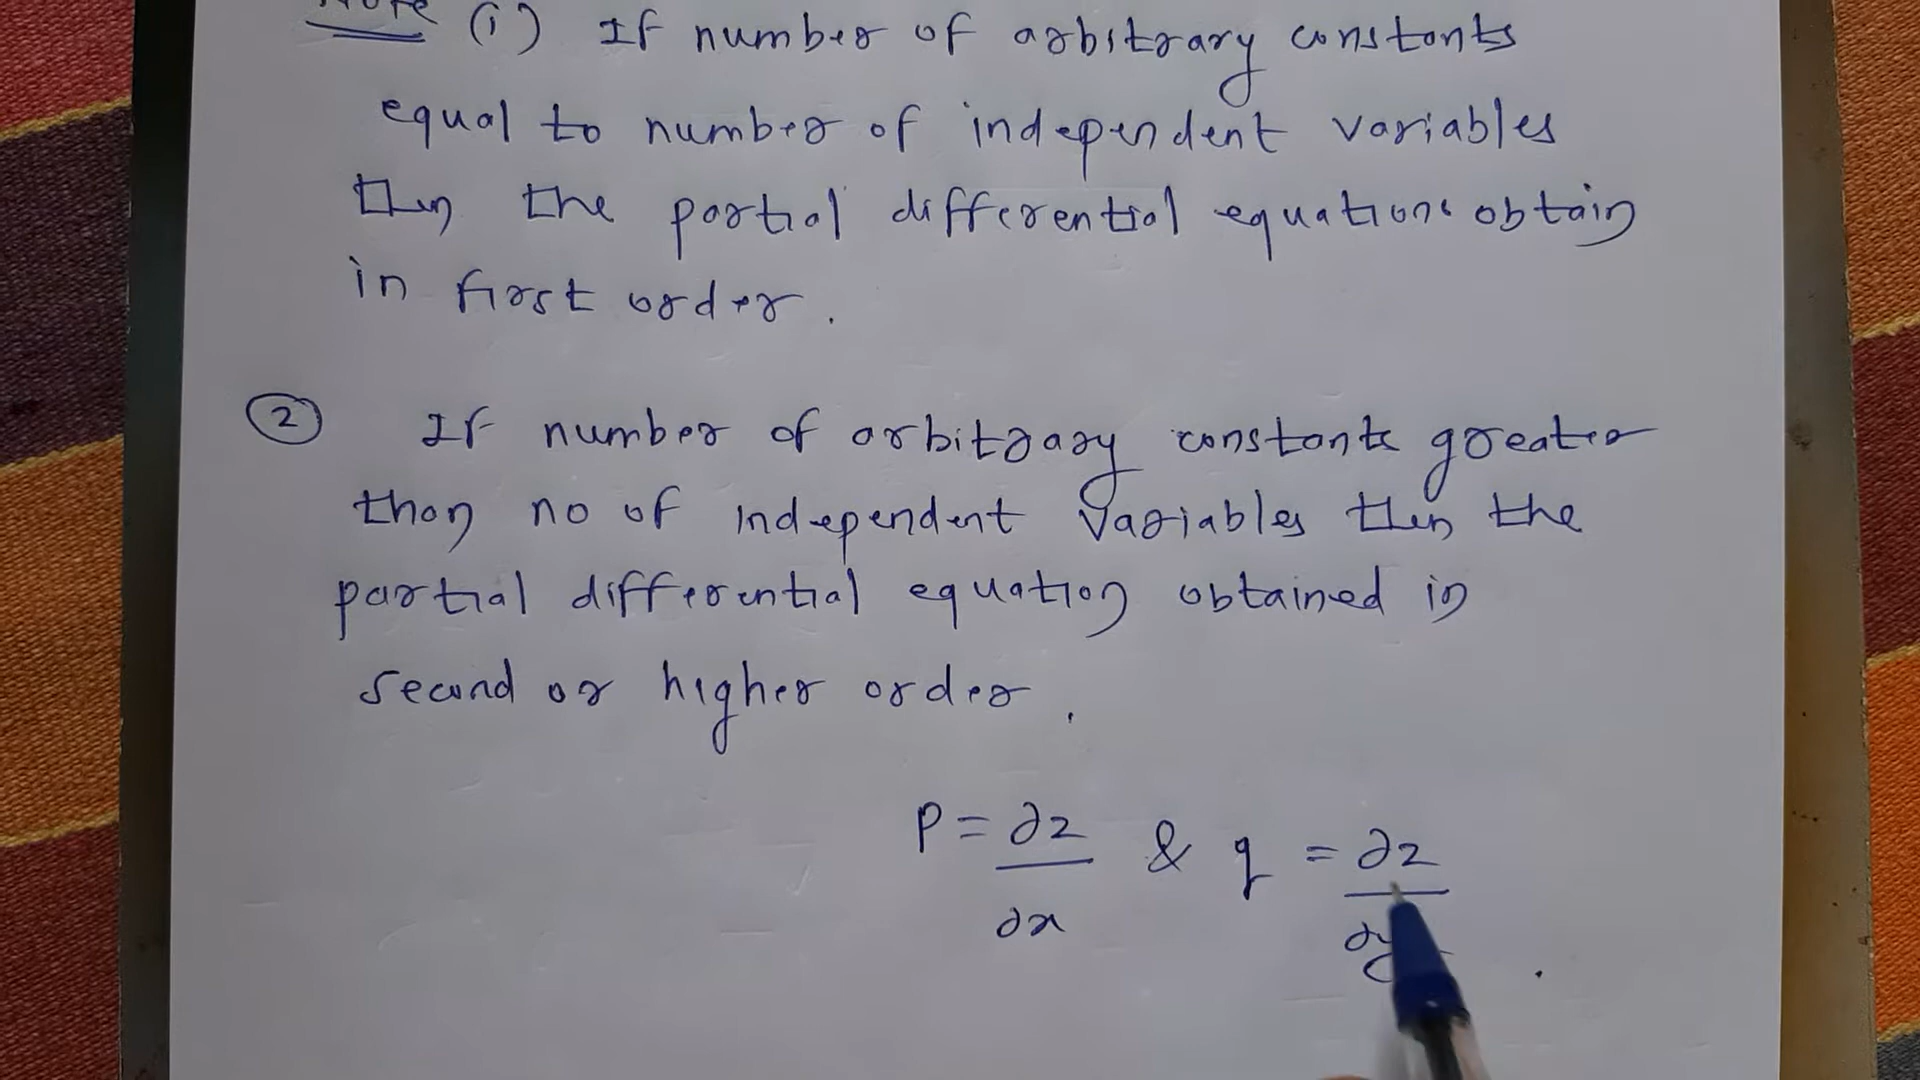 Note (i) If number of arbitrary constants
equal to number of independent variables
then the partial differential equations obtain
in first order.
2 If number of arbitrary constants greater
than no of independent variables then the
partial differential equation obtained in
second or higher order.
P = ∂z/∂x & q = ∂z/∂y